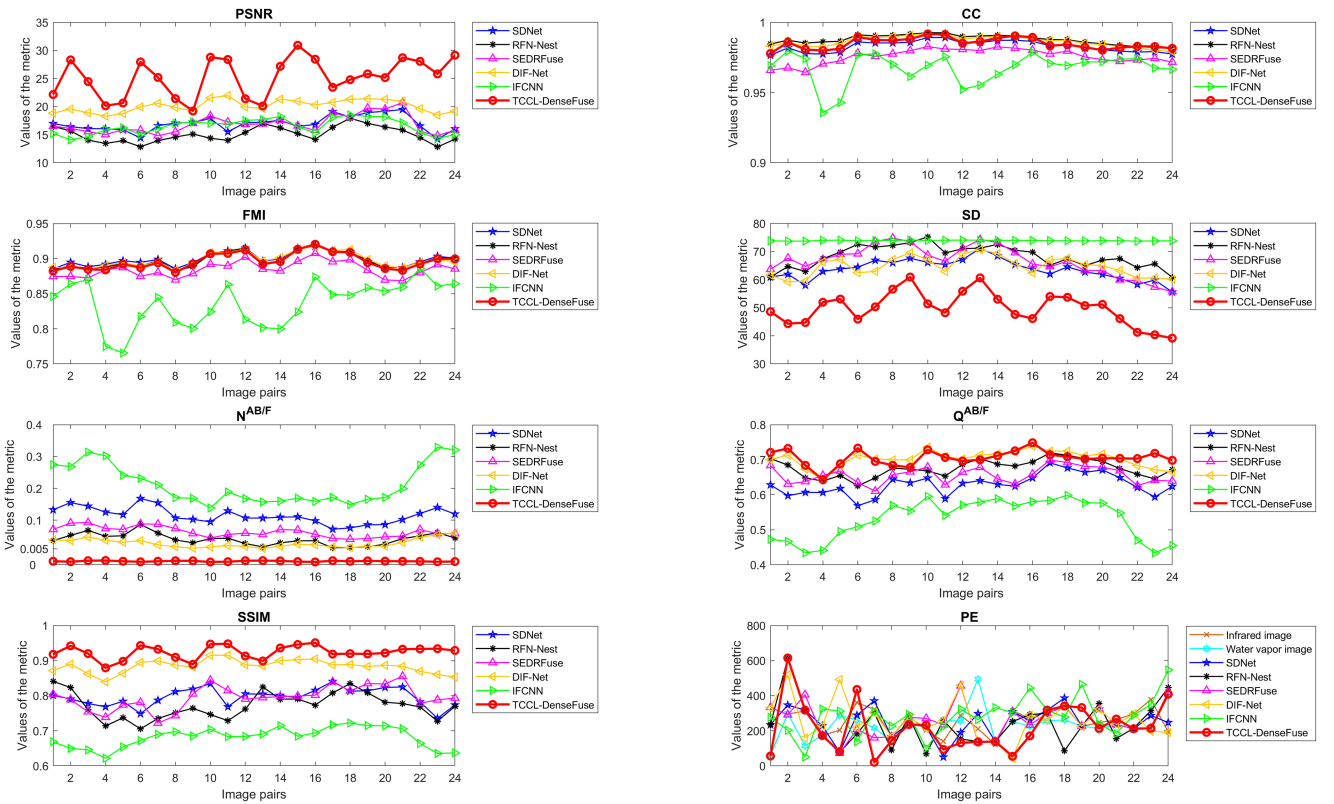 PSNR
Values of the metric
35
30
25
20
15
10
2 4 6 8 10 12 14 16 18 20 22 24
Image pairs
SDNet
RFN-Nest
SEDRFuse
DIF-Net
IFCNN
TCCL-DenseFuse
CC
Values of the metric
1
0.95
0.9
2 4 6 8 10 12 14 16 18 20 22 24
Image pairs
SDNet
RFN-Nest
SEDRFuse
DIF-Net
IFCNN
TCCL-DenseFuse
FMI
Values of the metric
0.95
0.9
0.85
0.8
0.75
2 4 6 8 10 12 14 16 18 20 22 24
Image pairs
SDNet
RFN-Nest
SEDRFuse
DIF-Net
IFCNN
TCCL-DenseFuse
SD
Values of the metric
80
70
60
50
40
30
2 4 6 8 10 12 14 16 18 20 22 24
Image pairs
SDNet
RFN-Nest
SEDRFuse
DIF-Net
IFCNN
TCCL-DenseFuse
N^AB/F
Values of the metric
0.4
0.3
0.2
0.1
0.005
0
2 4 6 8 10 12 14 16 18 20 22 24
Image pairs
SDNet
RFN-Nest
SEDRFuse
DIF-Net
IFCNN
TCCL-DenseFuse
Q^AB/F
Values of the metric
0.8
0.7
0.6
0.5
0.4
2 4 6 8 10 12 14 16 18 20 22 24
Image pairs
SDNet
RFN-Nest
SEDRFuse
DIF-Net
IFCNN
TCCL-DenseFuse
SSIM
Values of the metric
1
0.9
0.8
0.7
0.6
2 4 6 8 10 12 14 16 18 20 22 24
Image pairs
SDNet
RFN-Nest
SEDRFuse
DIF-Net
IFCNN
TCCL-DenseFuse
PE
Values of the metric
800
600
400
200
0
2 4 6 8 10 12 14 16 18 20 22 24
Image pairs
Infrared image
Water vapor image
SDNet
RFN-Nest
SEDRFuse
DIF-Net
IFCNN
TCCL-DenseFuse